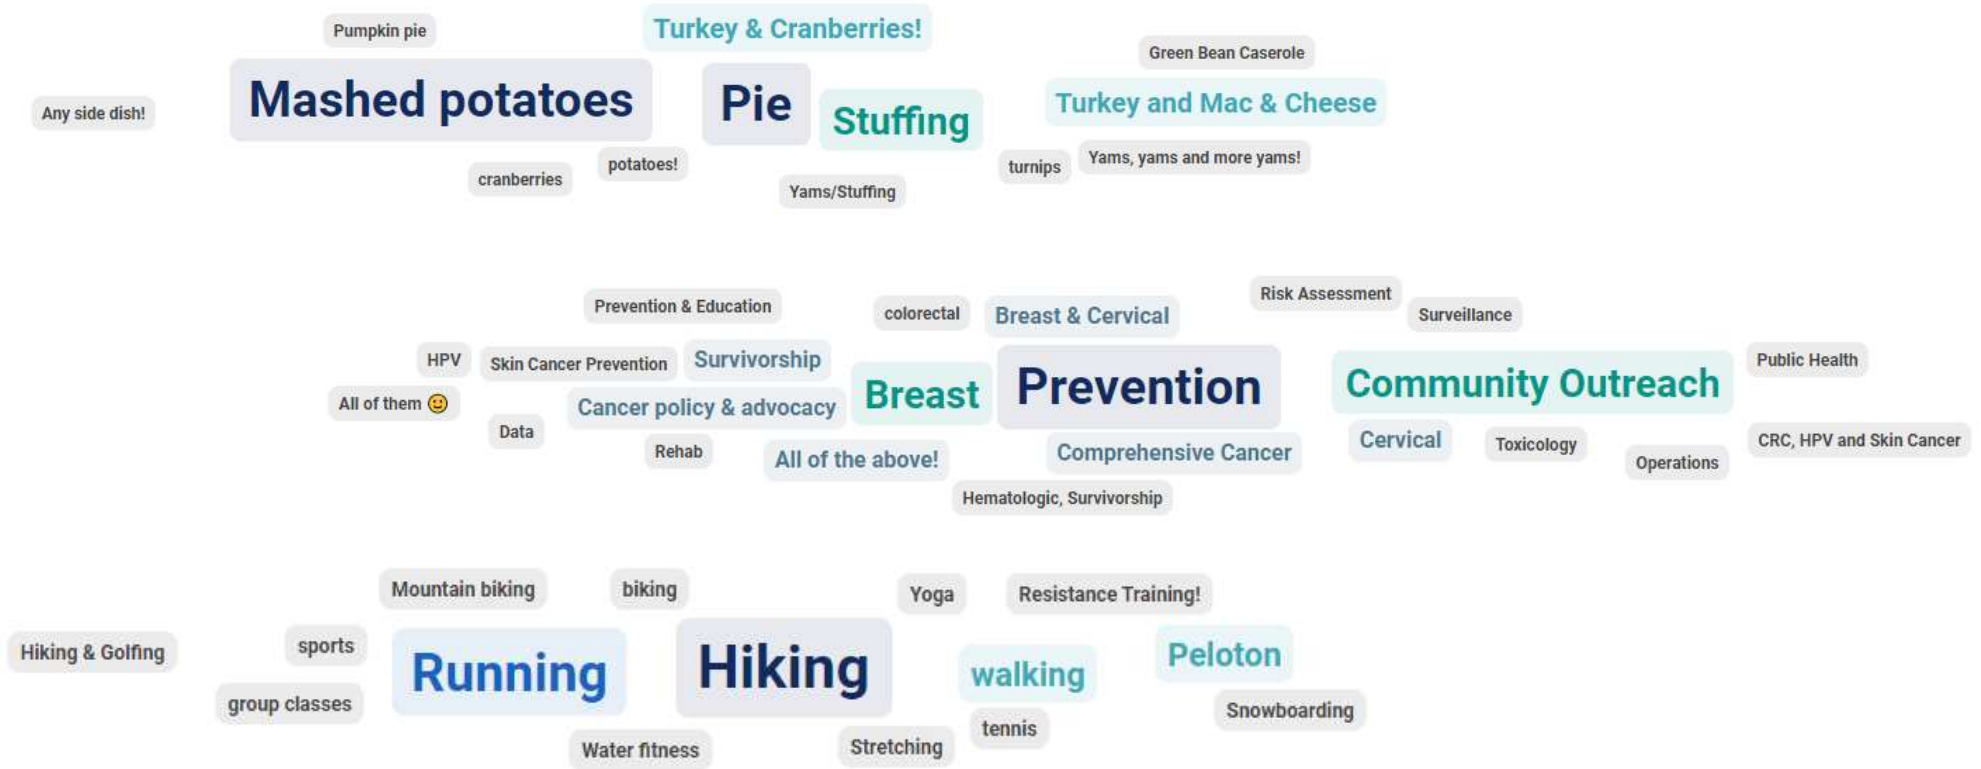 Pumpkin pie
Turkey & Cranberries!
Green Bean Caserole
Any side dish!
Mashed potatoes
Pie
Stuffing
Turkey and Mac & Cheese
cranberries
potatoes!
Yams/Stuffing
turnips
Yams, yams and more yams!
Prevention & Education
colorectal
Breast & Cervical
Risk Assessment
Surveillance
HPV
Skin Cancer Prevention
Survivorship
Breast
Prevention
Community Outreach
Public Health
All of them 🙂
Cancer policy & advocacy
Data
Rehab
All of the above!
Comprehensive Cancer
Cervical
Toxicology
Operations
CRC, HPV and Skin Cancer
Hematologic, Survivorship
Mountain biking
biking
Yoga
Resistance Training!
Hiking & Golfing
sports
Running
Hiking
walking
Peloton
group classes
Snowboarding
Water fitness
Stretching
tennis